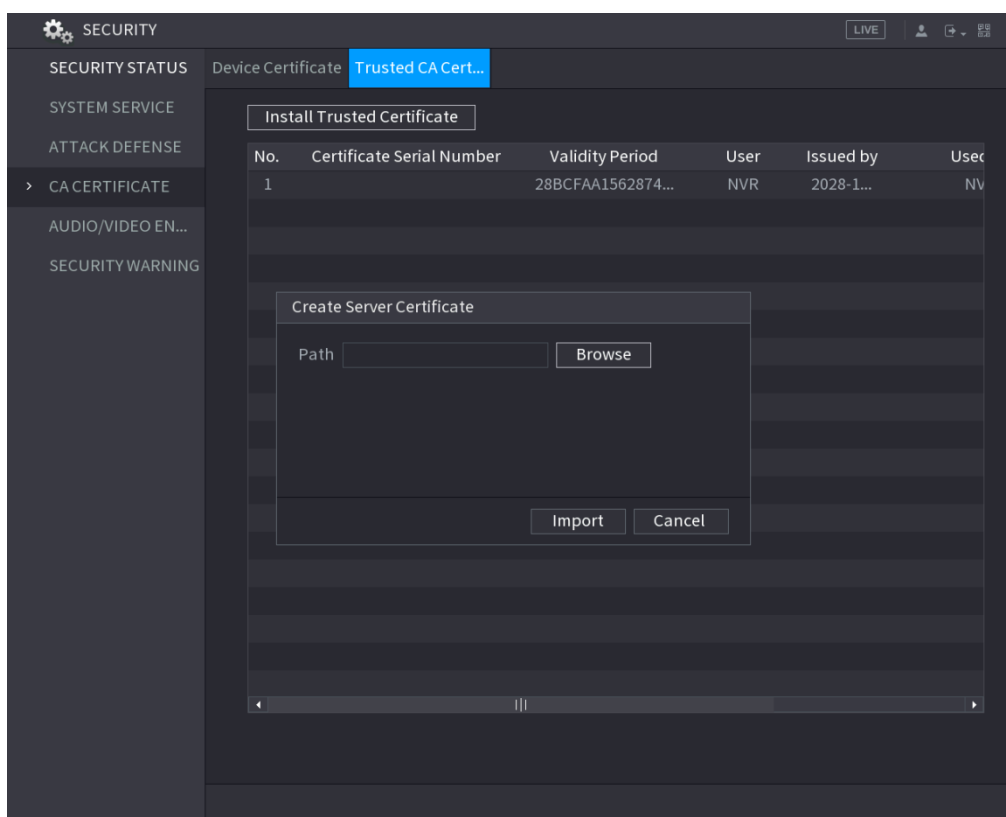 SECURITY
LIVE
SECURITY STATUS
Device Certificate
Trusted CA Cert...
SYSTEM SERVICE
Install Trusted Certificate
ATTACK DEFENSE
No. Certificate Serial Number Validity Period User Issued by Used
CA CERTIFICATE
1 28BCFAA1562874... NVR 2028-1... NV
AUDIO/VIDEO EN...
SECURITY WARNING
Create Server Certificate
Path
Browse
Import
Cancel